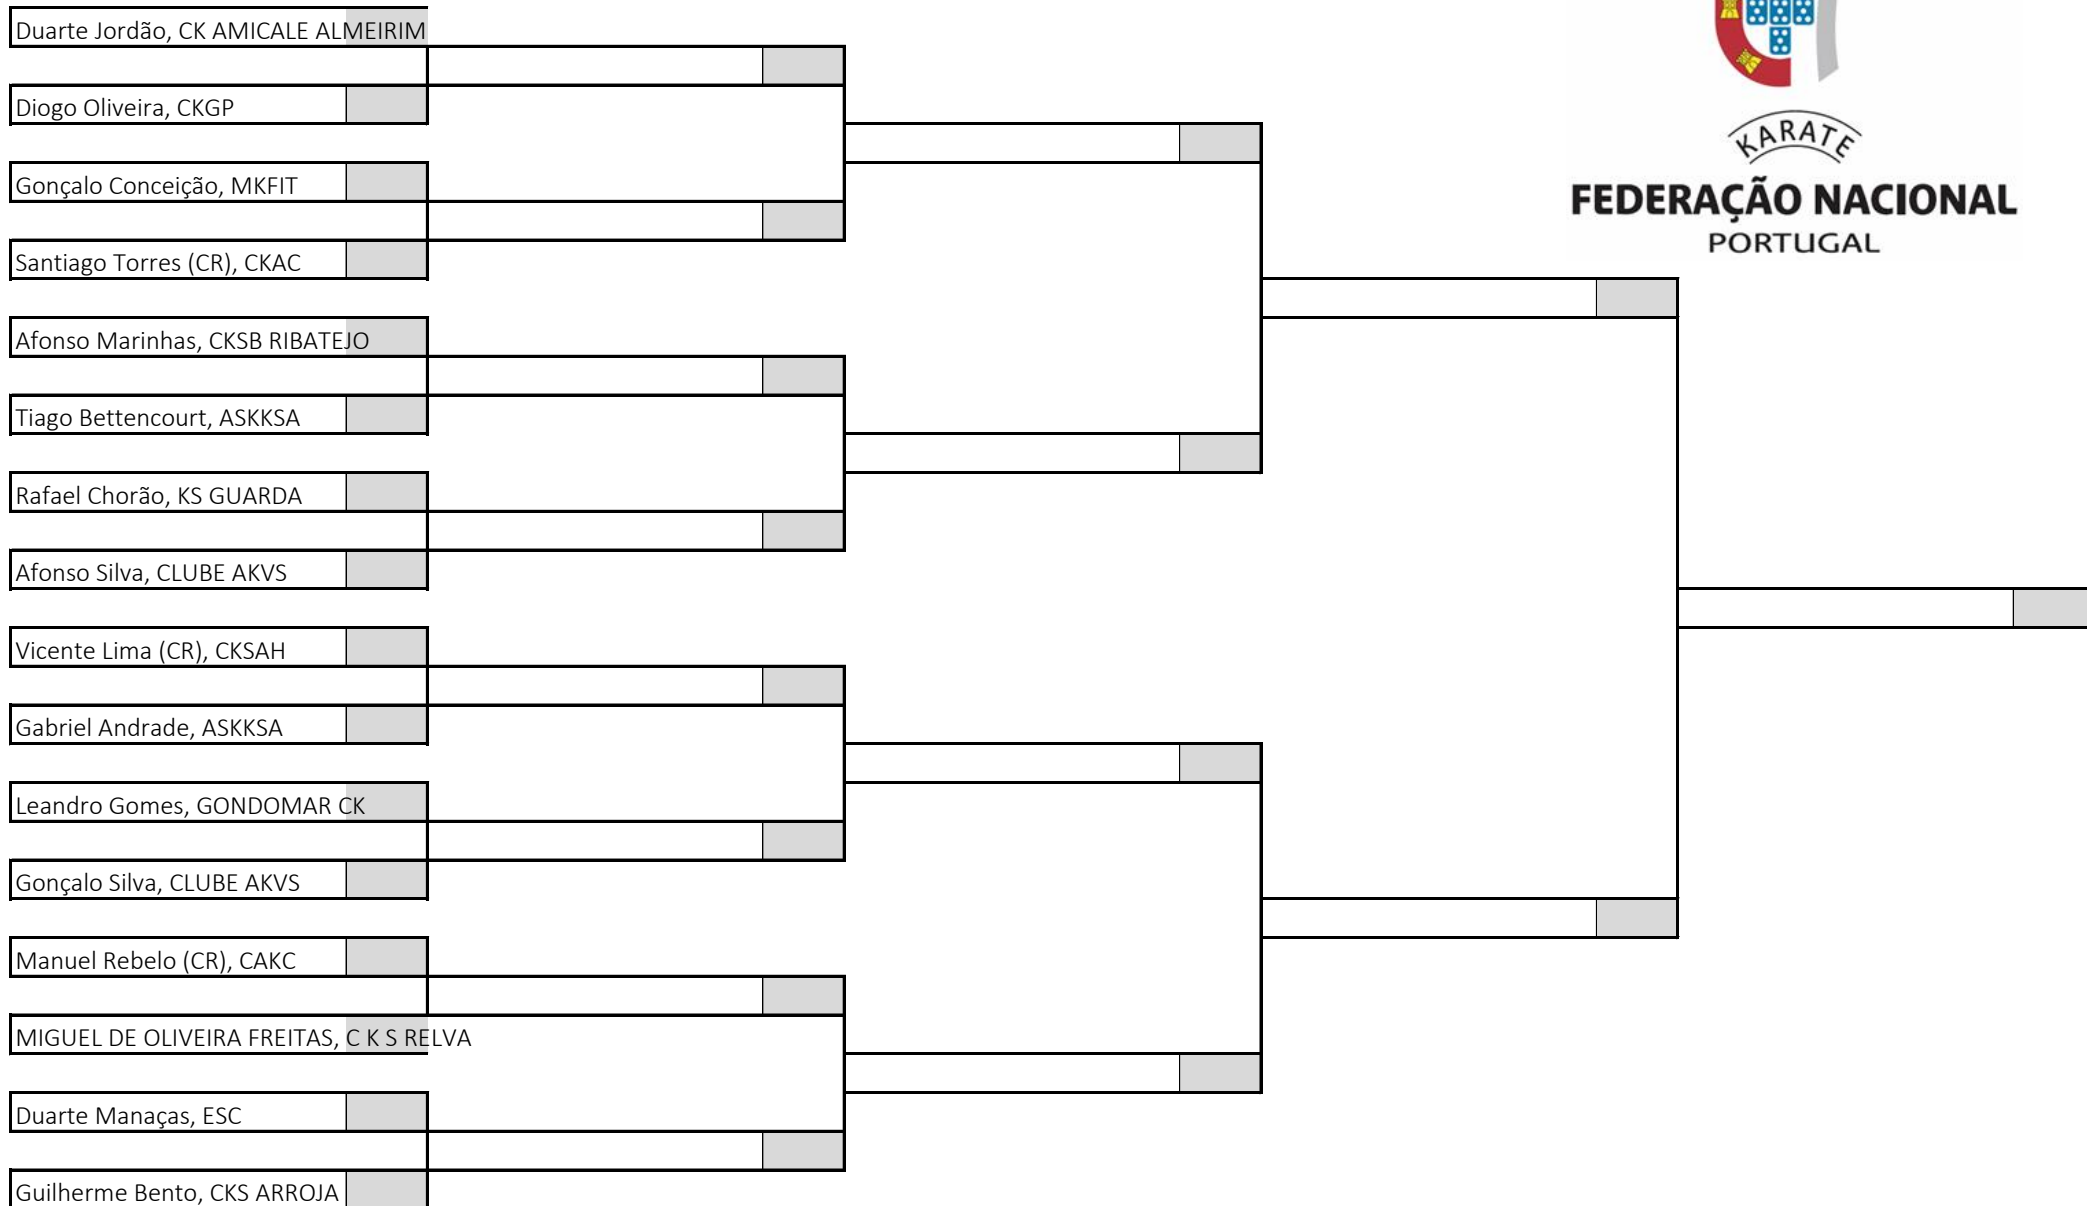 Duarte Jordão, CK AMICALE ALMEIRIM
Diogo Oliveira, CKGP
Gonçalo Conceição, MKFIT
Santiago Torres (CR), CKAC
Afonso Marinhas, CKSB RIBATEJO
Tiago Bettencourt, ASKKSA
Rafael Chorão, KS GUARDA
Afonso Silva, CLUBE AKVS
Vicente Lima (CR), CKSAH
Gabriel Andrade, ASKKSA
Leandro Gomes, GONDOMAR CK
Gonçalo Silva, CLUBE AKVS
Manuel Rebelo (CR), CAKC
MIGUEL DE OLIVEIRA FREITAS, C K S RELVA
Duarte Manaças, ESC
Guilherme Bento, CKS ARROJA
KARATE
FEDERAÇÃO NACIONAL
PORTUGAL